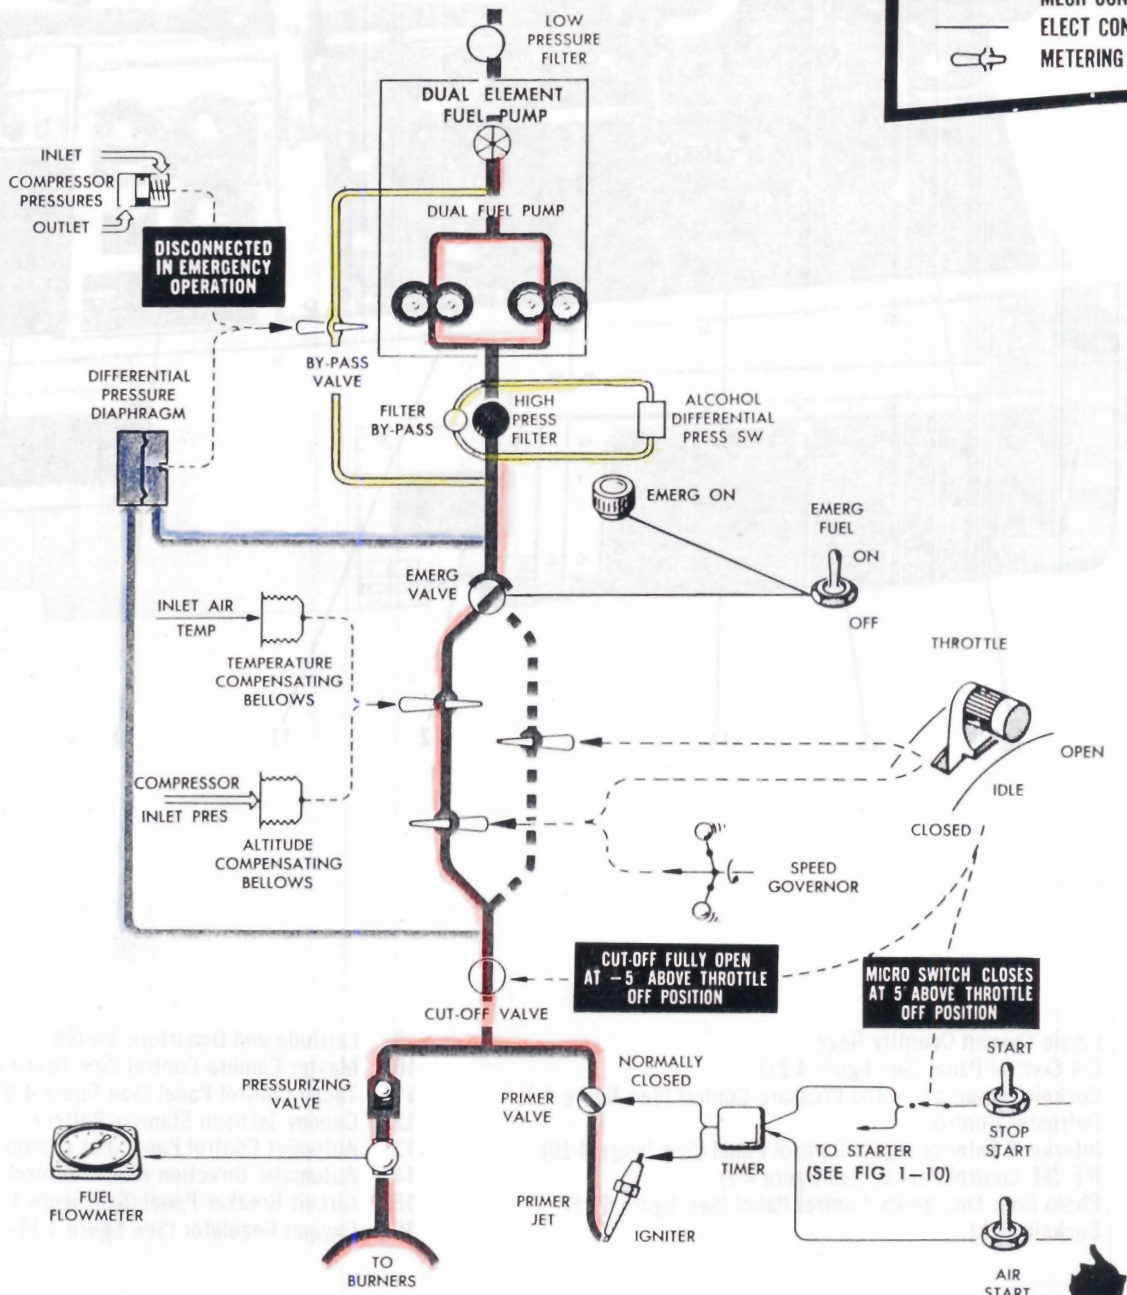 MECH CON
ELECT CON
METERING
LOW
PRESSURE
FILTER
DUAL ELEMENT
FUEL PUMP
INLET
COMPRESSOR
PRESSURES
OUTLET
DISCONNECTED
IN EMERGENCY
OPERATION
DUAL FUEL PUMP
BY-PASS
VALVE
DIFFERENTIAL
PRESSURE
DIAPHRAGM
FILTER
BY-PASS
HIGH
PRESS
FILTER
ALCOHOL
DIFFERENTIAL
PRESS SW
EMERG ON
EMERG
FUEL
ON
OFF
EMERG
VALVE
INLET AIR
TEMP
TEMPERATURE
COMPENSATING
BELLOWS
THROTTLE
OPEN
IDLE
CLOSED
COMPRESSOR
INLET PRES
ALTITUDE
COMPENSATING
BELLOWS
SPEED
GOVERNOR
CUT-OFF FULLY OPEN
AT -5° ABOVE THROTTLE
OFF POSITION
MICRO SWITCH CLOSES
AT 5° ABOVE THROTTLE
OFF POSITION
CUT-OFF VALVE
START
STOP
START
PRESSURIZING
NORMALLY
CLOSED
PRIMER
VALVE
TIMER
TO STARTER
(SEE FIG 1-10)
FUEL
FLOWMETER
PRIMER
JET
IGNITER
TO
BURNERS
AIR
START